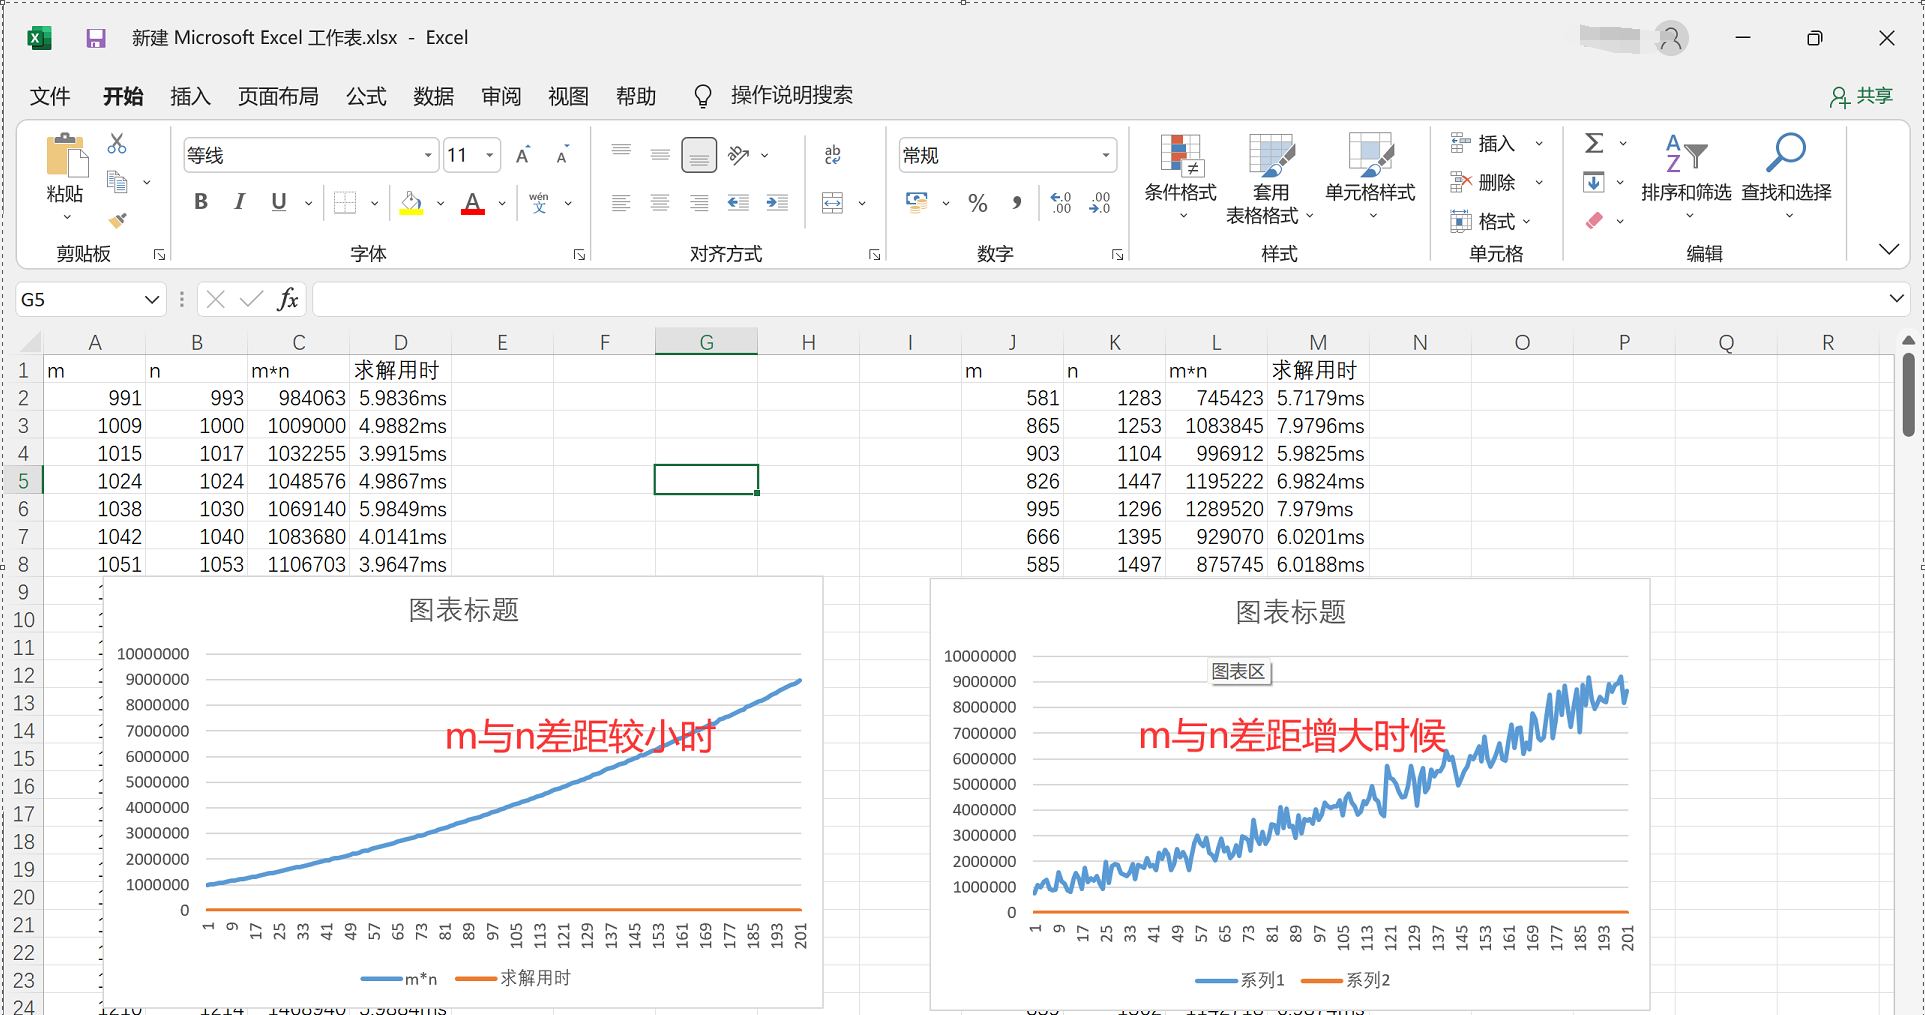 新建 Microsoft Excel 工作表.xlsx - Excel
文件 开始 插入 页面布局 公式 数据 审阅 视图 帮助 操作说明搜索 共享
粘贴
剪贴板
等线 11
B I U A wén 文
字体
ab
对齐方式
常规
% , .00 .00
数字
条件格式 套用表格格式 单元格样式
样式
插入
删除
格式
单元格
Σ 排序和筛选 查找和选择
编辑
G5 fx
A B C D E F G H I J K L M N O P Q R
1 m n m*n 求解用时 m n m*n 求解用时
2 991 993 984063 5.9836ms 581 1283 745423 5.7179ms
3 1009 1000 1009000 4.9882ms 865 1253 1083845 7.9796ms
4 1015 1017 1032255 3.9915ms 903 1104 996912 5.9825ms
5 1024 1024 1048576 4.9867ms 826 1447 1195222 6.9824ms
6 1038 1030 1069140 5.9849ms 995 1296 1289520 7.979ms
7 1042 1040 1083680 4.0141ms 666 1395 929070 6.0201ms
8 1051 1053 1106703 3.9647ms 585 1497 875745 6.0188ms
9
10
11
12
13
14
15
16
17
18
19
20
21
22
23
24
图表标题
10000000
9000000
8000000
7000000
6000000
5000000
4000000
3000000
2000000
1000000
0
m与n差距较小时
1 9 17 25 33 41 49 57 65 73 81 89 97 105 113 121 129 137 145 153 161 169 177 185 193 201
m*n 求解用时
图表标题
图表区
10000000
9000000
8000000
7000000
6000000
5000000
4000000
3000000
2000000
1000000
0
m与n差距增大时候
1 9 17 25 33 41 49 57 65 73 81 89 97 105 113 121 129 137 145 153 161 169 177 185 193 201
系列1 系列2